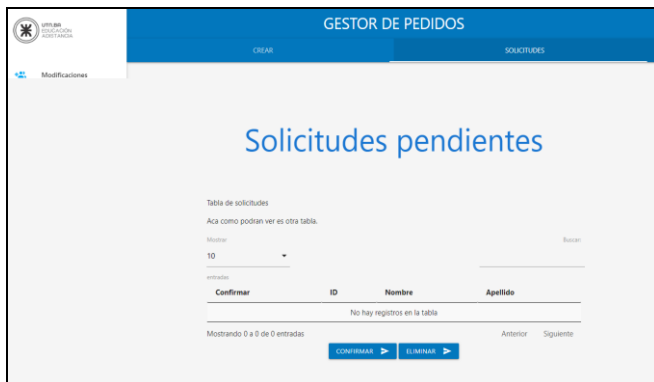 UTN.BA
EDUCACIÓN
A DISTANCIA
GESTOR DE PEDIDOS
CREAR
SOLICITUDES
Modificaciones
Solicitudes pendientes
Tabla de solicitudes
Aca como podran ver es otra tabla.
Mostrar
Buscar:
10
entradas
Confirmar ID Nombre Apellido
No hay registros en la tabla
Mostrando 0 a 0 de 0 entradas
Anterior Siguiente
CONFIRMAR ELIMINAR